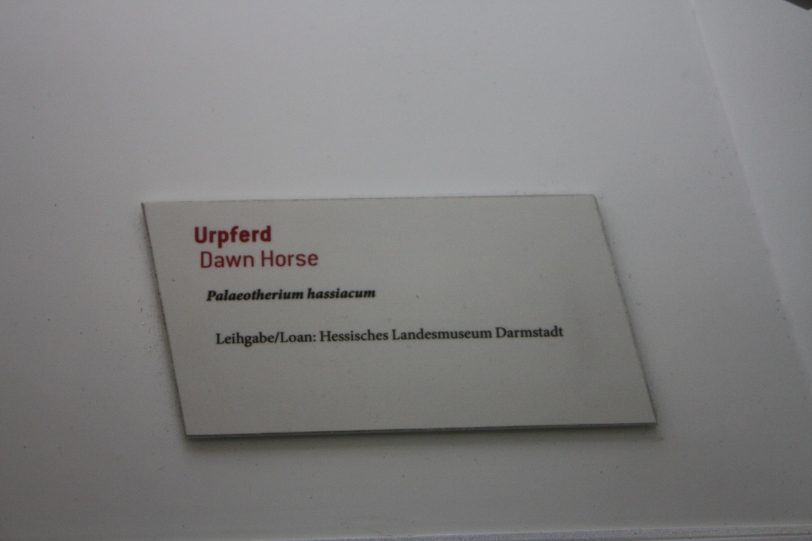 Urpferd
Dawn Horse
Palaeotherium hassiacum
Leihgabe/Loan: Hessisches Landesmuseum Darmstadt